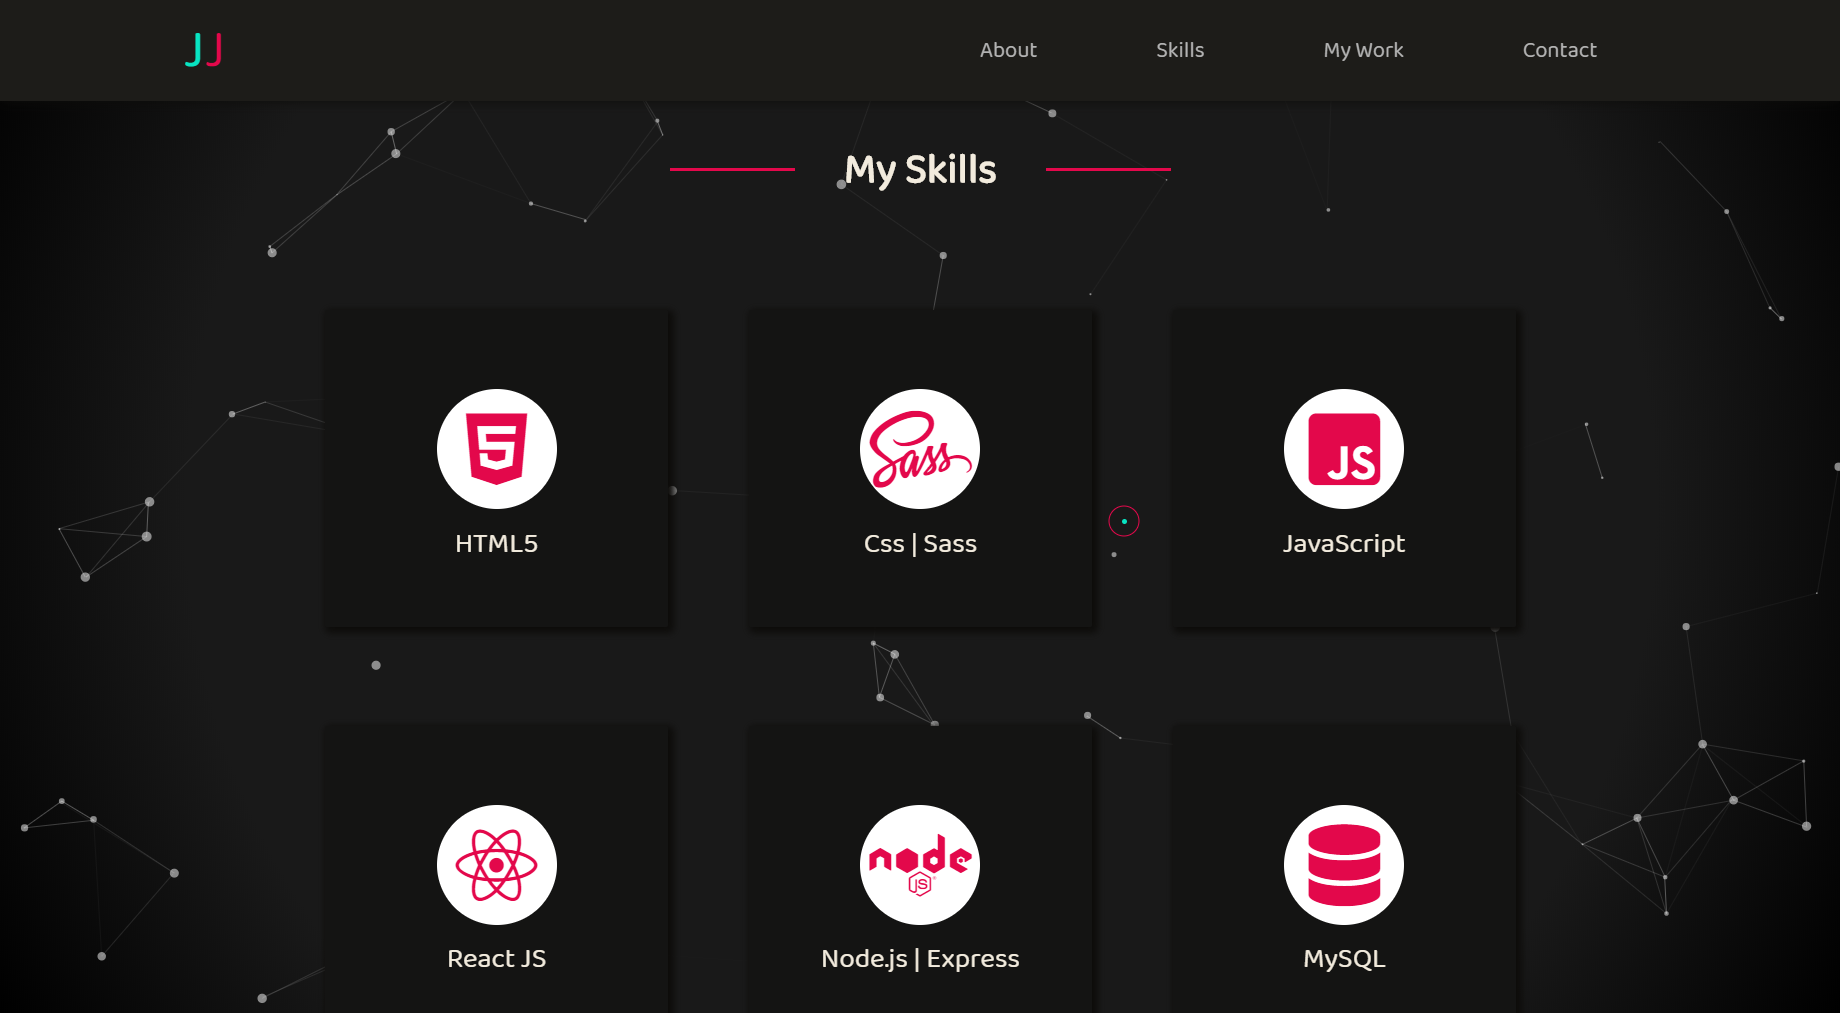 JJ
About Skills My Work Contact
My Skills
5
Sass
JS
HTML5
Css | Sass
JavaScript
node
JS
React JS
Node.js | Express
MySQL